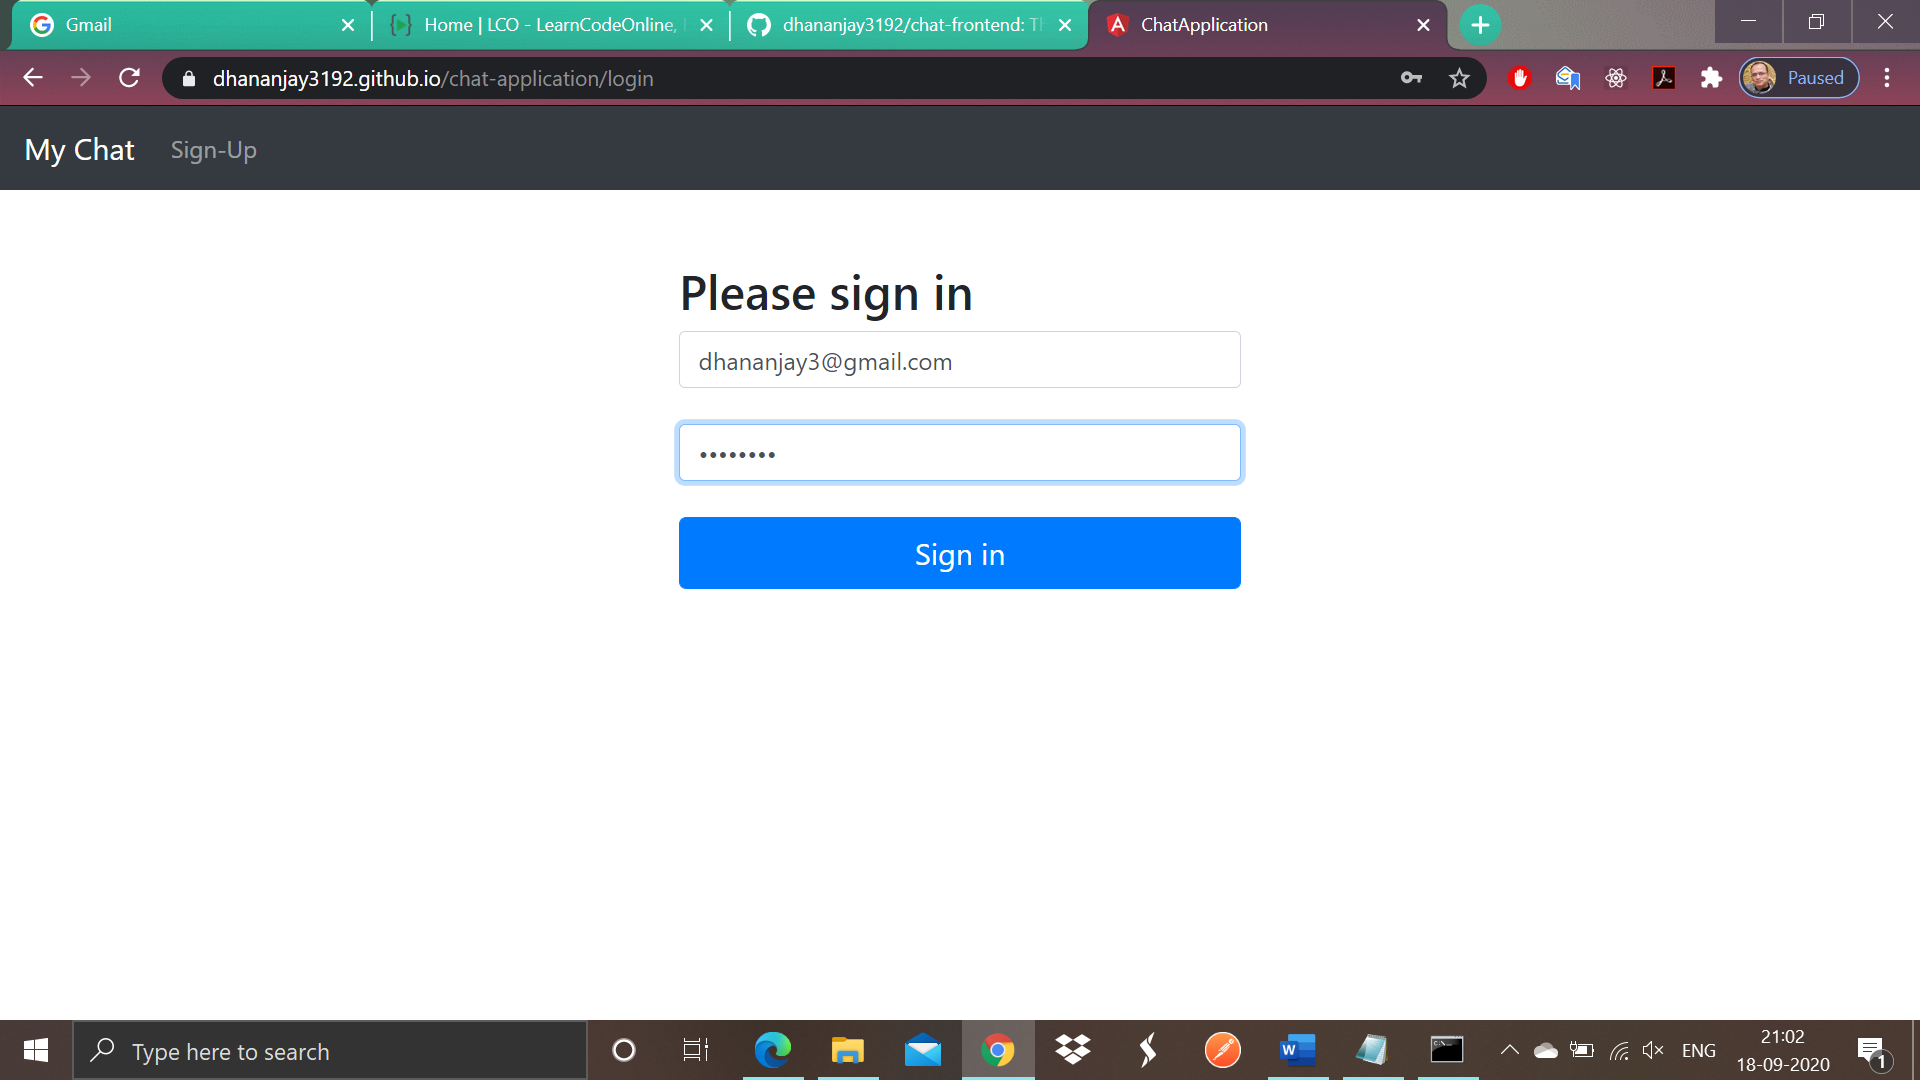 Gmail
Home | LCO - LearnCodeOnline,
dhananjay3192/chat-frontend: Th
ChatApplication
dhananjay3192.github.io/chat-application/login
Paused
My Chat
Sign-Up
Please sign in
dhananjay3@gmail.com
••••••••
Sign in
Type here to search
ENG
21:02
18-09-2020
1